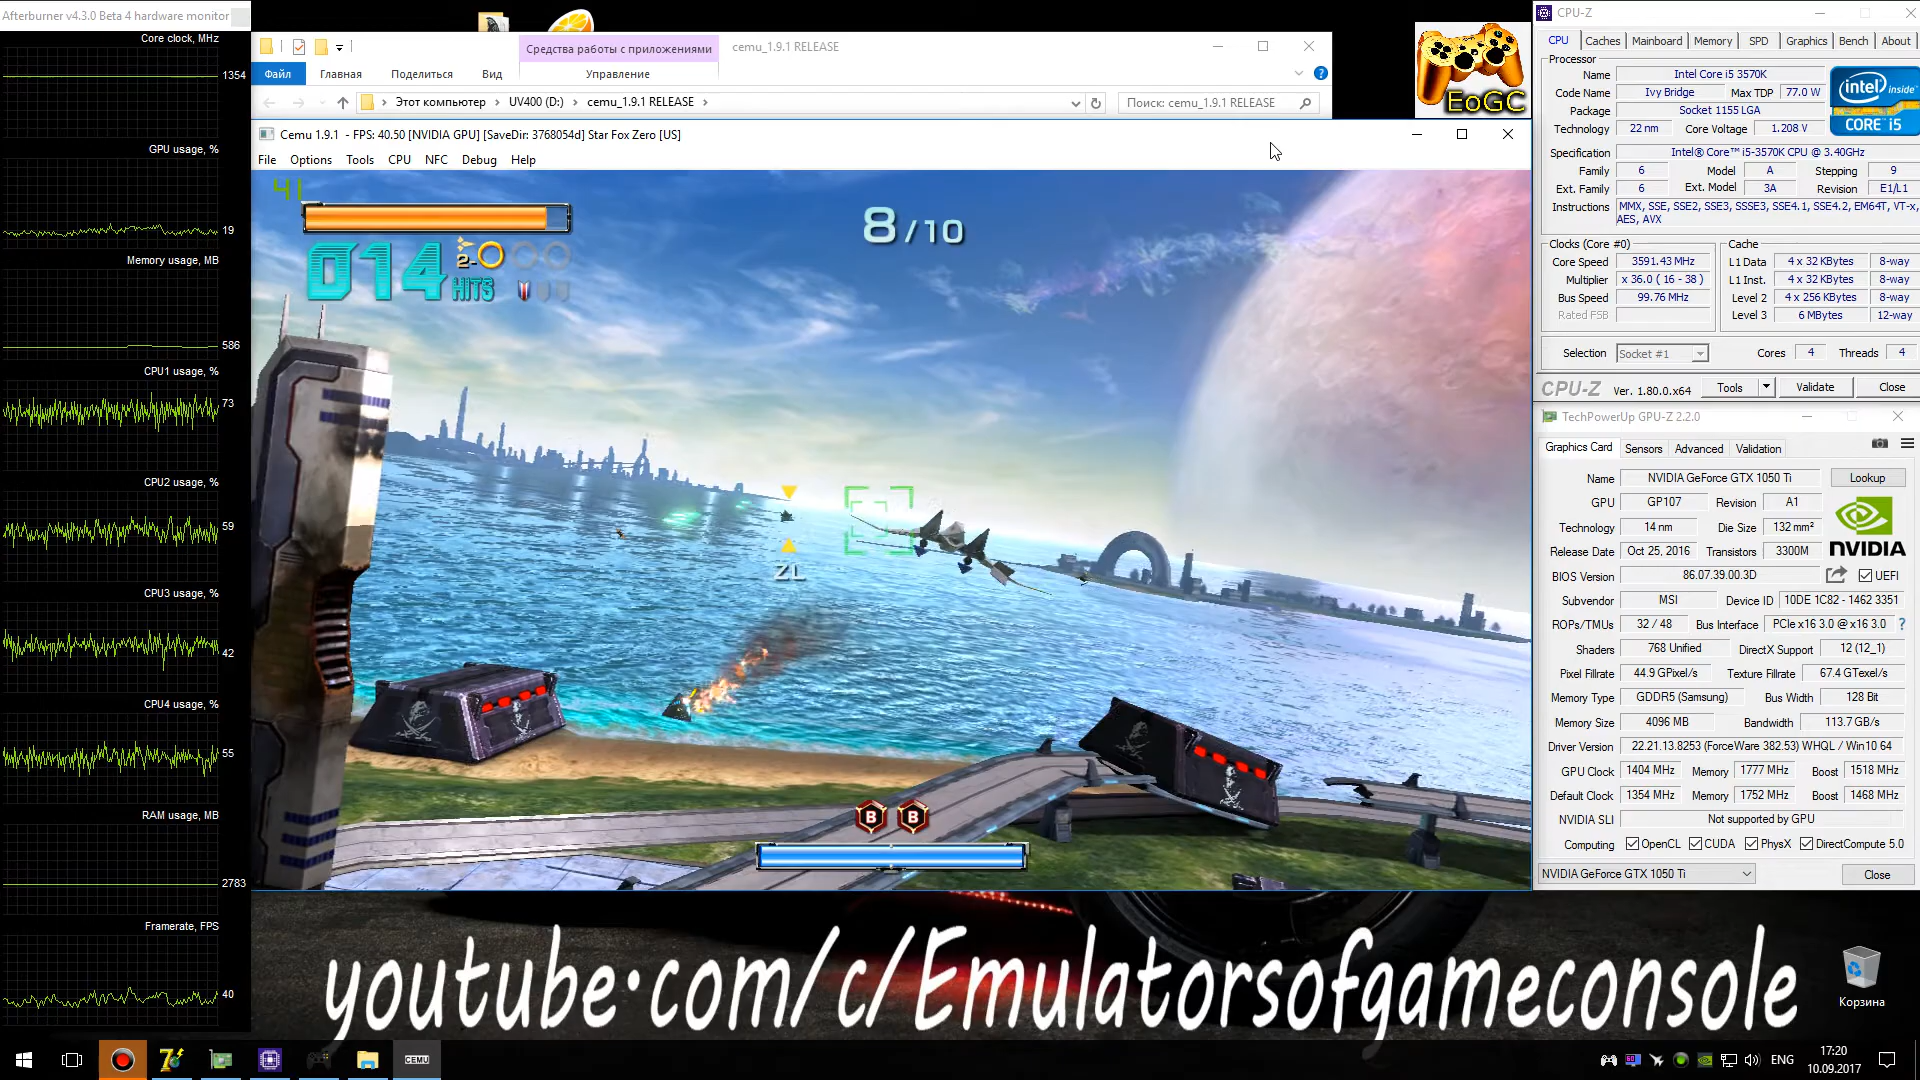 Afterburner v4.3.0 Beta 4 hardware monitor
Core clock, MHz
1354
GPU usage, %
19
Memory usage, MB
586
CPU1 usage, %
73
CPU2 usage, %
59
CPU3 usage, %
42
CPU4 usage, %
55
RAM usage, MB
2783
Framerate, FPS
40
Средства работы с приложениями
cemu_1.9.1 RELEASE
Файл Главная Поделиться Вид Управление
Этот компьютер UV400 (D:) cemu_1.9.1 RELEASE
Поиск: cemu_1.9.1 RELEASE
EoGC
Cemu 1.9.1 - FPS: 40.50 [NVIDIA GPU] [SaveDir: 3768054d] Star Fox Zero [US]
File Options Tools CPU NFC Debug Help
41
8/10
2-
014 HITS
ZL
B B
CPU-Z
CPU Caches Mainboard Memory SPD Graphics Bench About
Processor
Name Intel Core i5 3570K
Code Name Ivy Bridge Max TDP 77.0 W
Package Socket 1155 LGA
Technology 22 nm Core Voltage 1.208 V
intel inside™
CORE i5
Specification Intel® Core™ i5-3570K CPU @ 3.40GHz
Family 6 Model A Stepping 9
Ext. Family 6 Ext. Model 3A Revision E1/L1
Instructions MMX, SSE, SSE2, SSE3, SSSE3, SSE4.1, SSE4.2, EM64T, VT-x,
AES, AVX
Clocks (Core #0) Cache
Core Speed 3591.43 MHz L1 Data 4 x 32 KBytes 8-way
Multiplier x 36.0 ( 16 - 38 ) L1 Inst. 4 x 32 KBytes 8-way
Bus Speed 99.76 MHz Level 2 4 x 256 KBytes 8-way
Rated FSB Level 3 6 MBytes 12-way
Selection Socket #1 Cores 4 Threads 4
CPU-Z Ver. 1.80.0.x64 Tools Validate Close
TechPowerUp GPU-Z 2.2.0
Graphics Card Sensors Advanced Validation
Name NVIDIA GeForce GTX 1050 Ti Lookup
GPU GP107 Revision A1
Technology 14 nm Die Size 132 mm²
Release Date Oct 25, 2016 Transistors 3300M
NVIDIA
BIOS Version 86.07.39.00.3D UEFI
Subvendor MSI Device ID 10DE 1C82 - 1462 3351
ROPs/TMUs 32 / 48 Bus Interface PCIe x16 3.0 @ x16 3.0 ?
Shaders 768 Unified DirectX Support 12 (12_1)
Pixel Fillrate 44.9 GPixel/s Texture Fillrate 67.4 GTexel/s
Memory Type GDDR5 (Samsung) Bus Width 128 Bit
Memory Size 4096 MB Bandwidth 113.7 GB/s
Driver Version 22.21.13.8253 (ForceWare 382.53) WHQL / Win10 64
GPU Clock 1404 MHz Memory 1777 MHz Boost 1518 MHz
Default Clock 1354 MHz Memory 1752 MHz Boost 1468 MHz
NVIDIA SLI Not supported by GPU
Computing OpenCL CUDA PhysX DirectCompute 5.0
NVIDIA GeForce GTX 1050 Ti Close
youtube.com/c/Emulatorsofgameconsole
Корзина
CEMU
ENG
17:20
10.09.2017